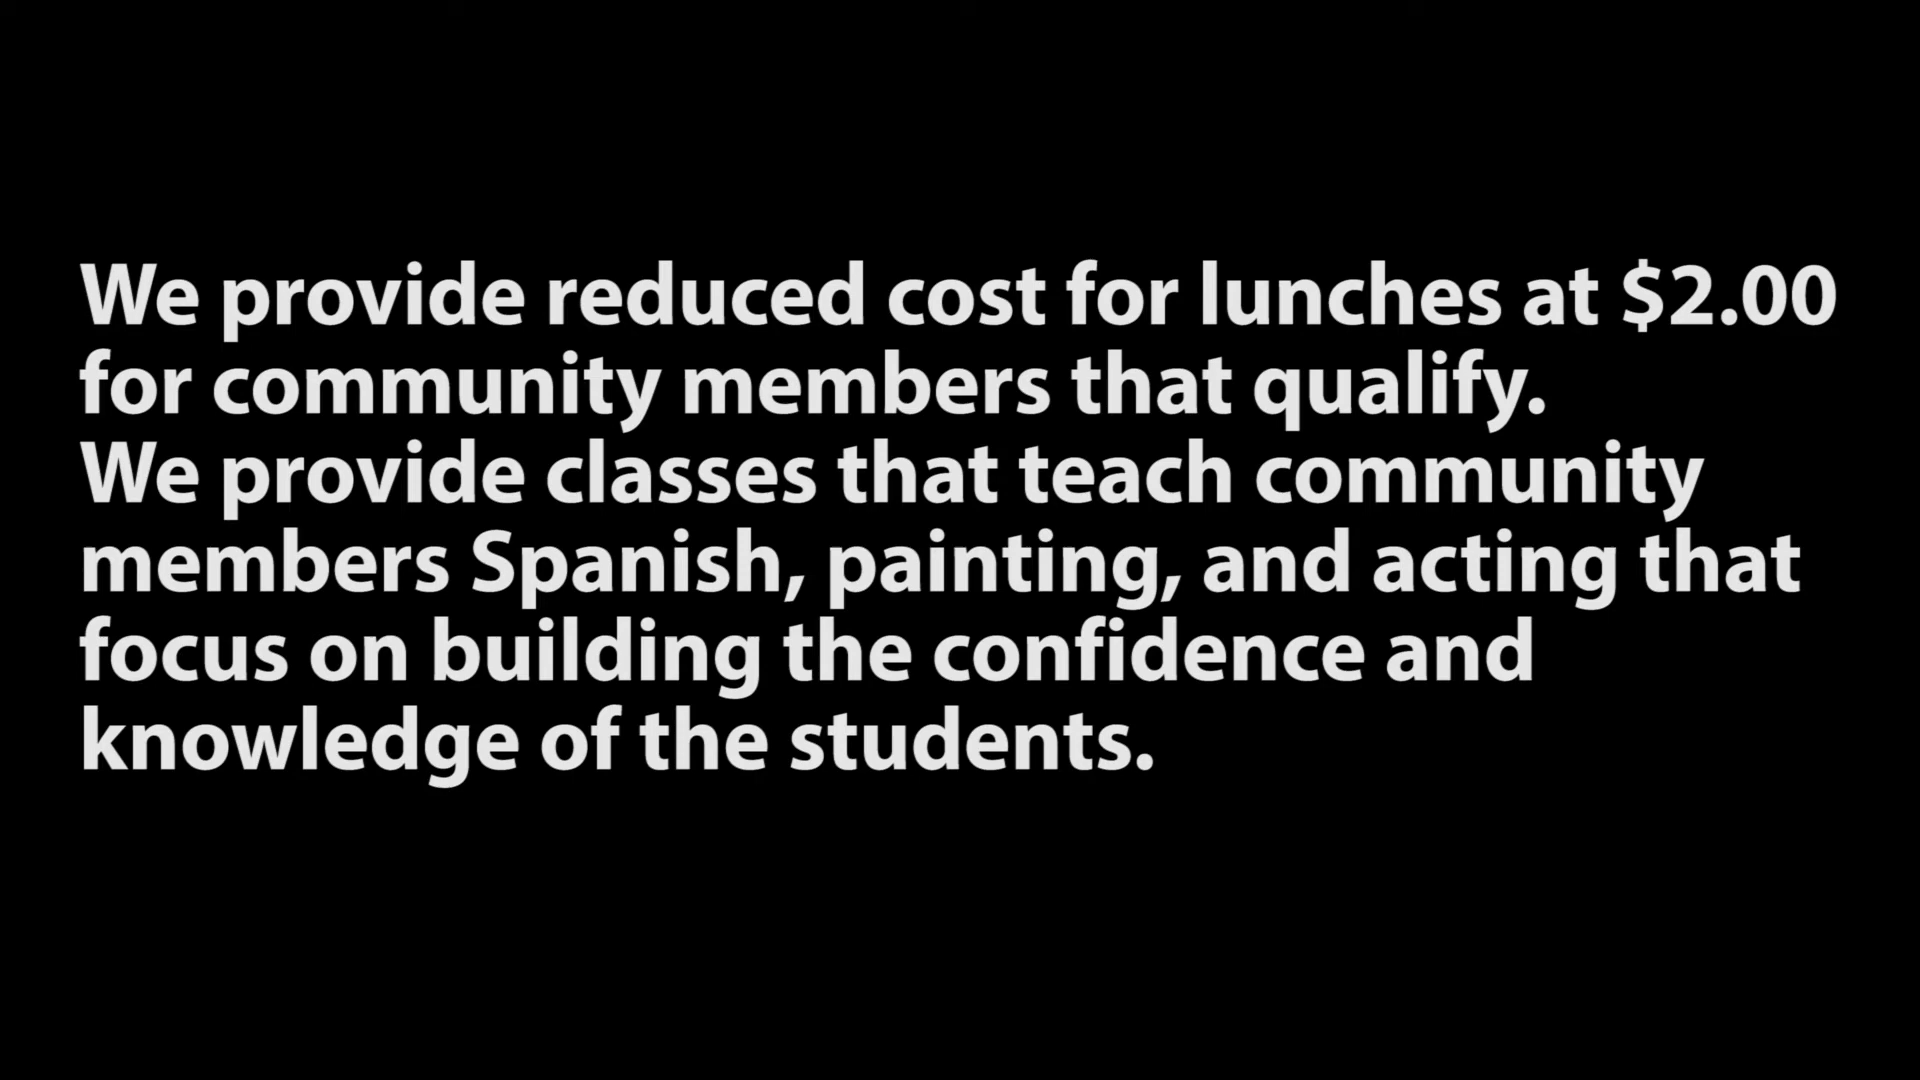 We provide reduced cost for lunches at $2.00
for community members that qualify.
We provide classes that teach community
members Spanish, painting, and acting that
focus on building the confidence and
knowledge of the students.